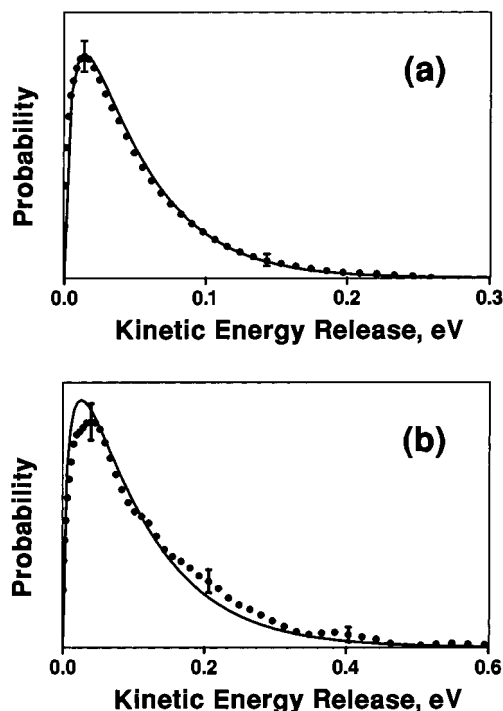 (a)
Probability
0.0 0.1 0.2 0.3
Kinetic Energy Release, eV
(b)
Probability
0.0 0.2 0.4 0.6
Kinetic Energy Release, eV